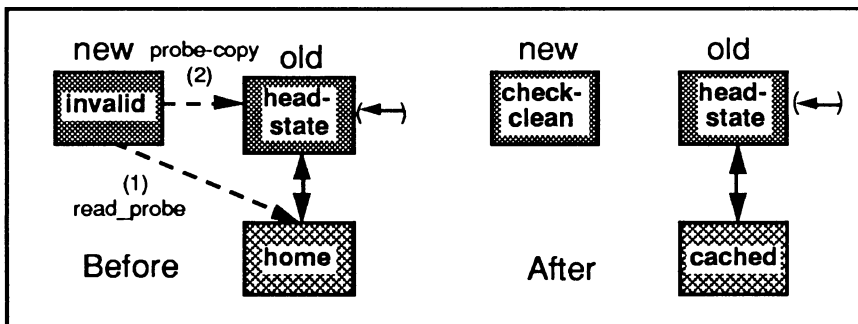 new
probe-copy
(2)
old
invalid
head-
state
(1)
read_probe
home
Before
new
old
check-
clean
head-
state
cached
After